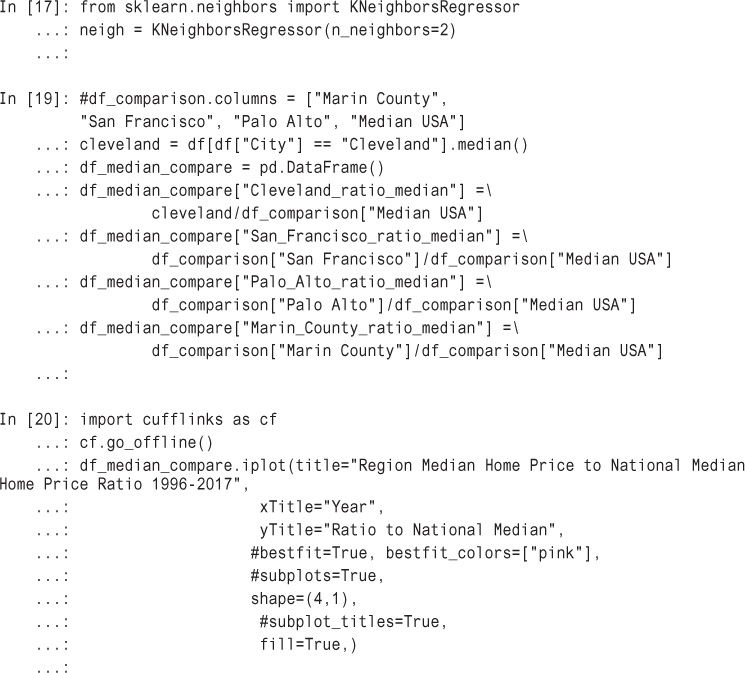 In [17]: from sklearn.neighbors import KNeighborsRegressor
...: neigh = KNeighborsRegressor(n_neighbors=2)
...:
In [19]: #df_comparison.columns = ["Marin County",
"San Francisco", "Palo Alto", "Median USA"]
...: cleveland = df[df["City"] == "Cleveland"].median()
...: df_median_compare = pd.DataFrame()
...: df_median_compare["Cleveland_ratio_median"] =\
cleveland/df_comparison["Median USA"]
...: df_median_compare["San_Francisco_ratio_median"] =\
df_comparison["San Francisco"]/df_comparison["Median USA"]
...: df_median_compare["Palo_Alto_ratio_median"] =\
df_comparison["Palo Alto"]/df_comparison["Median USA"]
...: df_median_compare["Marin_County_ratio_median"] =\
df_comparison["Marin County"]/df_comparison["Median USA"]
...:
In [20]: import cufflinks as cf
...: cf.go_offline()
...: df_median_compare.iplot(title="Region Median Home Price to National Median
Home Price Ratio 1996-2017",
...: xTitle="Year",
...: yTitle="Ratio to National Median",
...: #bestfit=True, bestfit_colors=["pink"],
...: #subplots=True,
...: shape=(4,1),
...: #subplot_titles=True,
...: fill=True,)
...: